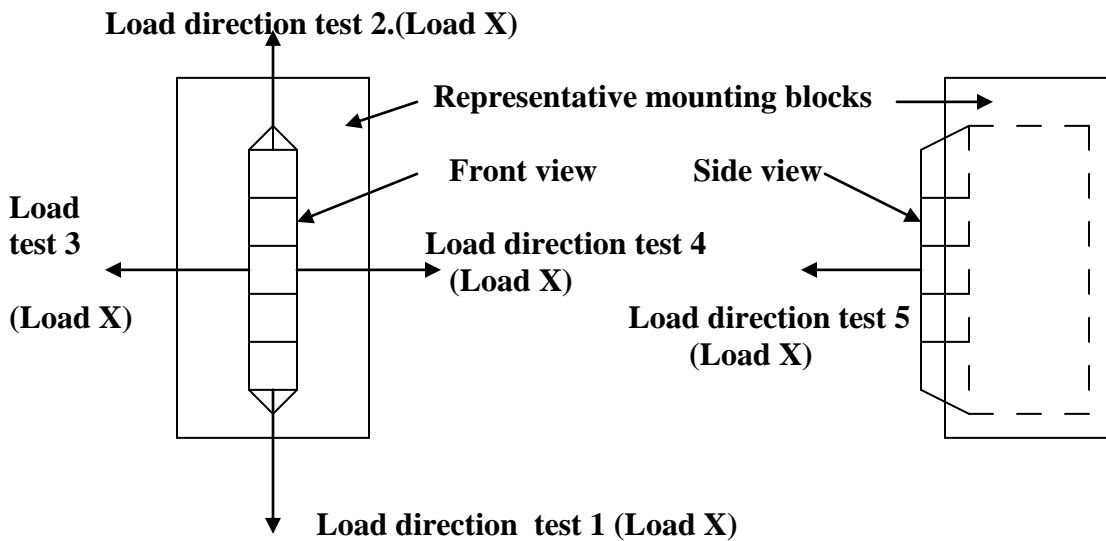 Load direction test 2.(Load X)
Representative mounting blocks
Front view
Side view
Load
test 3
(Load X)
Load direction test 4
(Load X)
Load direction test 5
(Load X)
Load direction  test 1 (Load X)